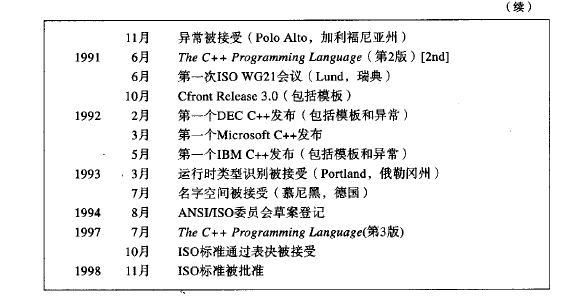 （续）
11月 异常被接受（Polo Alto，加利福尼亚州）
1991 6月 The C++ Programming Language（第2版）[2nd]
6月 第一次ISO WG21会议（Lund，瑞典）
10月 Cfront Release 3.0（包括模板）
1992 2月 第一个DEC C++发布（包括模板和异常）
3月 第一个Microsoft C++发布
5月 第一个IBM C++发布（包括模板和异常）
1993 3月 运行时类型识别被接受（Portland，俄勒冈州）
7月 名字空间被接受（慕尼黑，德国）
1994 8月 ANSI/ISO委员会草案登记
1997 7月 The C++ Programming Language(第3版)
10月 ISO标准通过表决被接受
1998 11月 ISO标准被批准